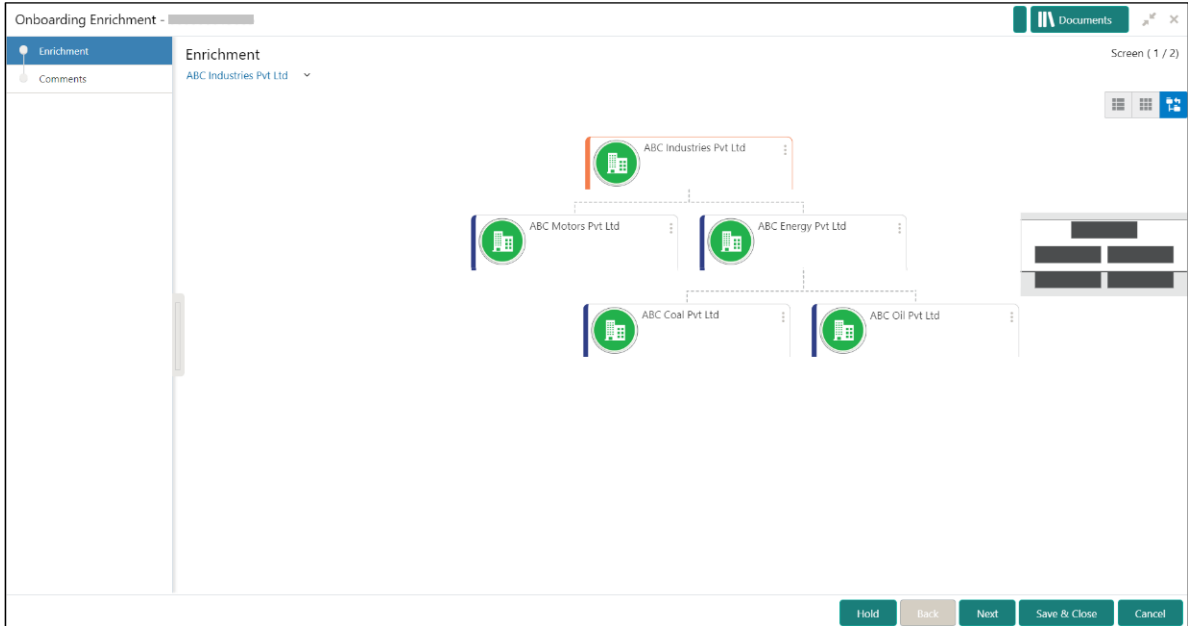 Onboarding Enrichment -
Documents
Enrichment
Comments
Enrichment
Screen ( 1 / 2)
ABC Industries Pvt Ltd
ABC Industries Pvt Ltd
ABC Motors Pvt Ltd
ABC Energy Pvt Ltd
ABC Coal Pvt Ltd
ABC Oil Pvt Ltd
Hold
Back
Next
Save & Close
Cancel